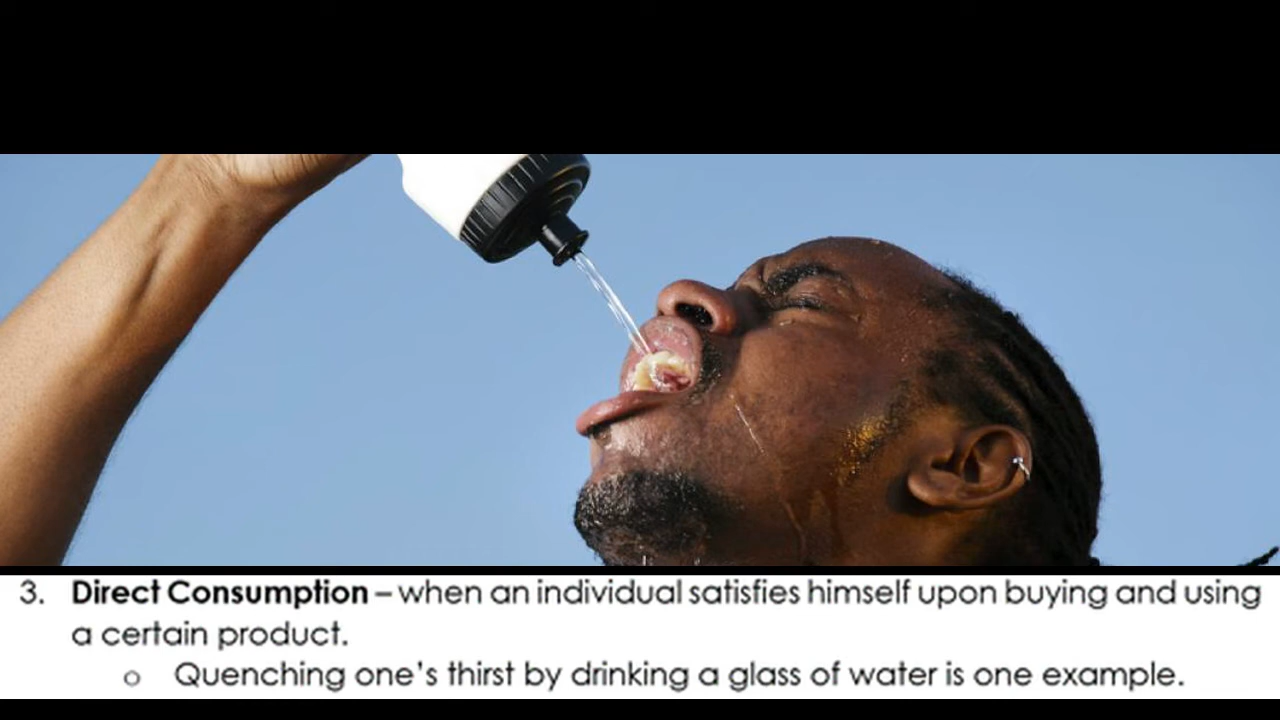 3. Direct Consumption – when an individual satisfies himself upon buying and using
a certain product.
o Quenching one's thirst by drinking a glass of water is one example.